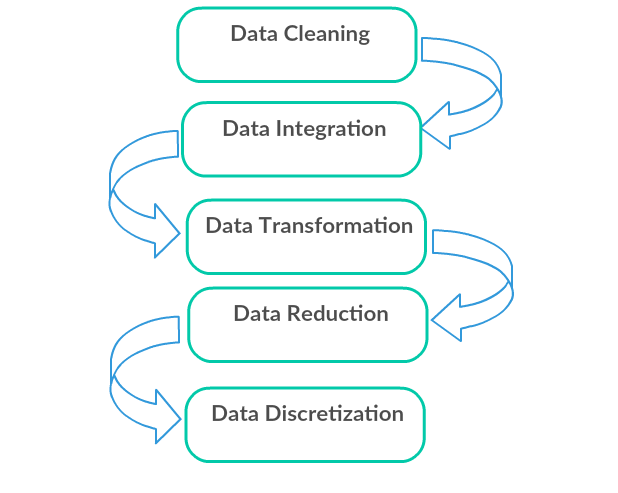 Data Cleaning
Data Integration
Data Transformation
Data Reduction
Data Discretization